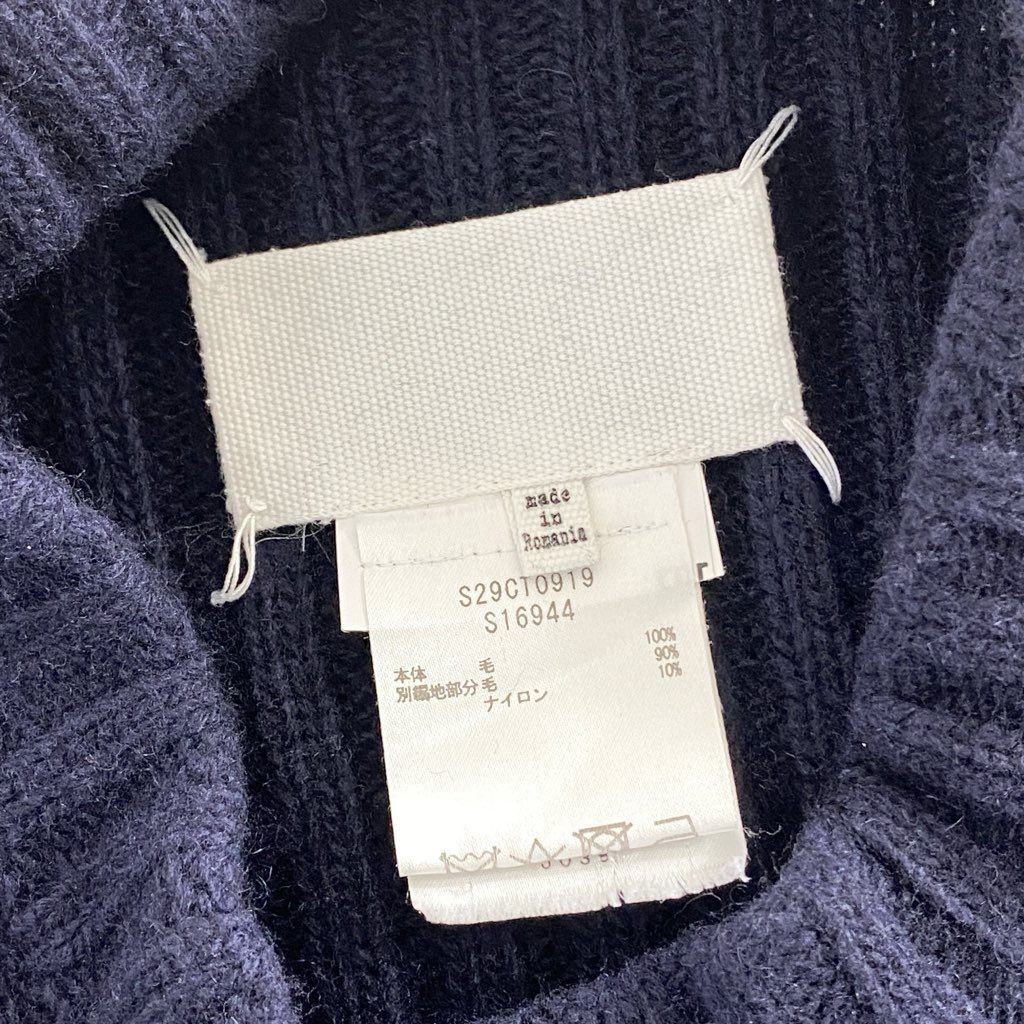 made
in
Romania
S29CT0919
S16944
本体 毛 100%
別編地部分 毛 90%
ナイロン 10%